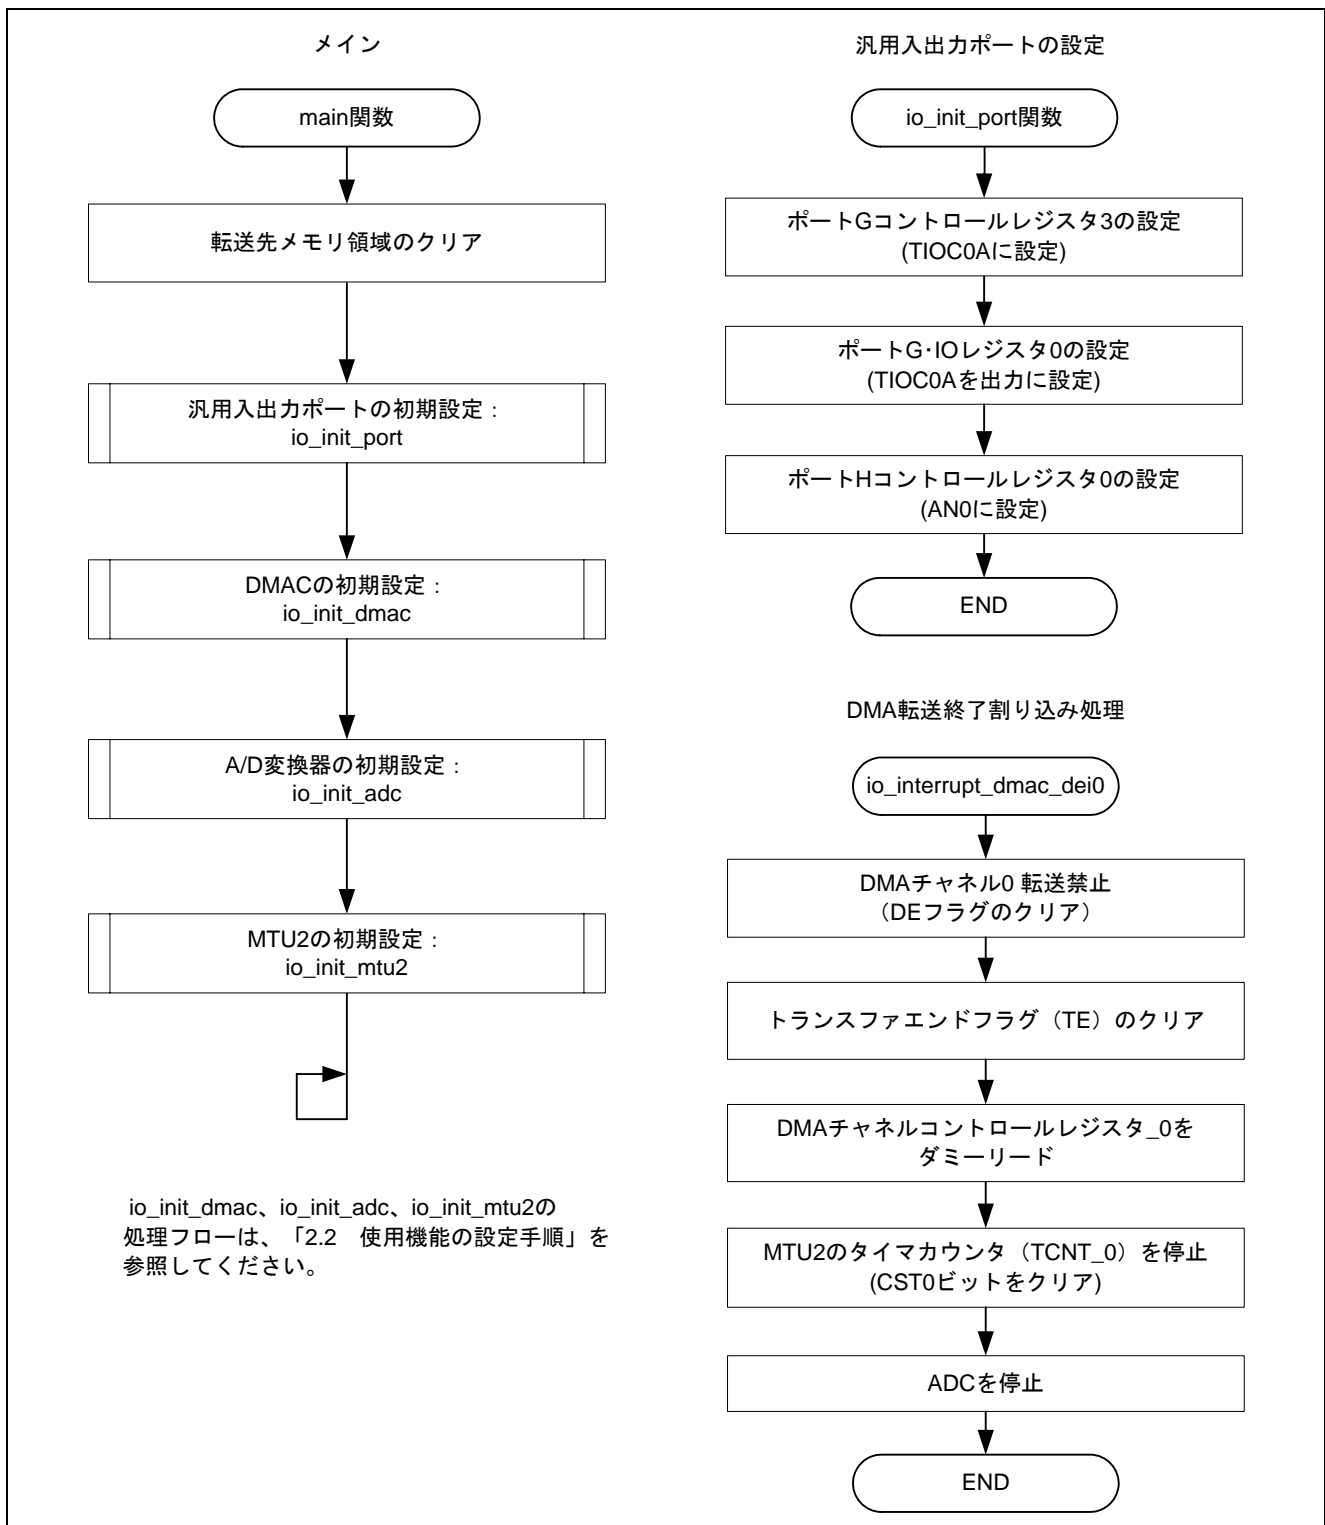 メイン
main関数
転送先メモリ領域のクリア
汎用入出力ポートの初期設定：
io_init_port
DMACの初期設定：
io_init_dmac
A/D変換器の初期設定：
io_init_adc
MTU2の初期設定：
io_init_mtu2
io_init_dmac、io_init_adc、io_init_mtu2の
処理フローは、「2.2　使用機能の設定手順」を
参照してください。
汎用入出力ポートの設定
io_init_port関数
ポートGコントロールレジスタ3の設定
(TIOC0Aに設定)
ポートG･IOレジスタ0の設定
(TIOC0Aを出力に設定)
ポートHコントロールレジスタ0の設定
(AN0に設定)
END
DMA転送終了割り込み処理
io_interrupt_dmac_dei0
DMAチャネル0 転送禁止
（DEフラグのクリア）
トランスファエンドフラグ（TE）のクリア
DMAチャネルコントロールレジスタ_0を
ダミーリード
MTU2のタイマカウンタ（TCNT_0）を停止
(CST0ビットをクリア)
ADCを停止
END